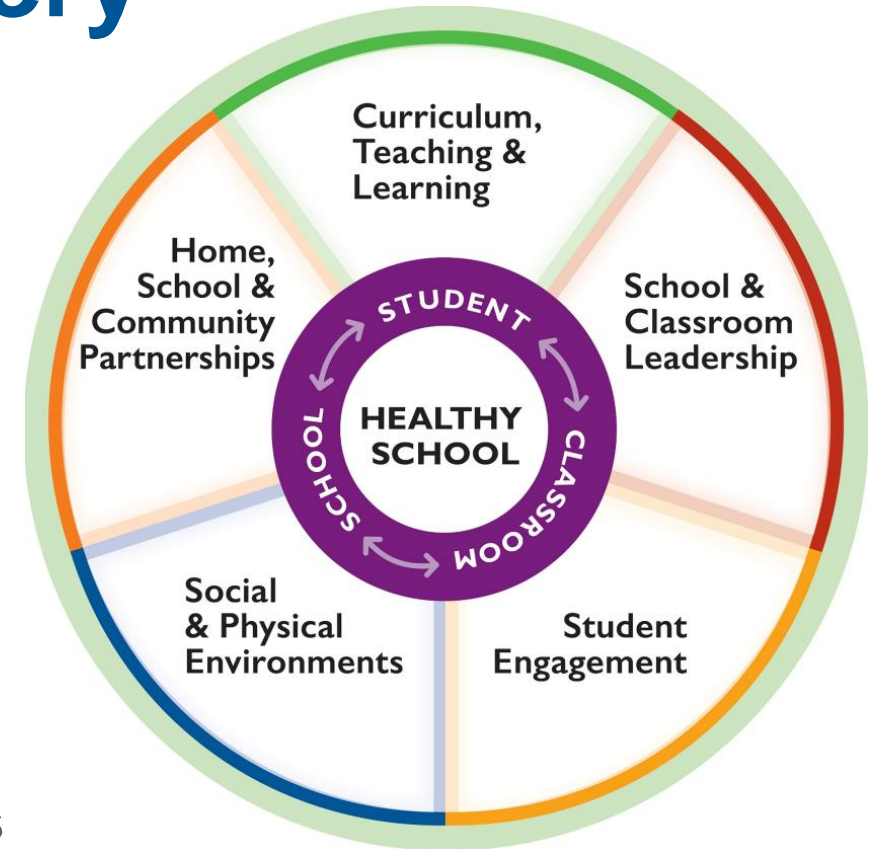 ery
Curriculum,
Teaching &
Learning
Home,
School &
Community
Partnerships
School &
Classroom
Leadership
STUDENT
CLASSROOM
SCHOOL
HEALTHY
SCHOOL
Social
& Physical
Environments
Student
Engagement